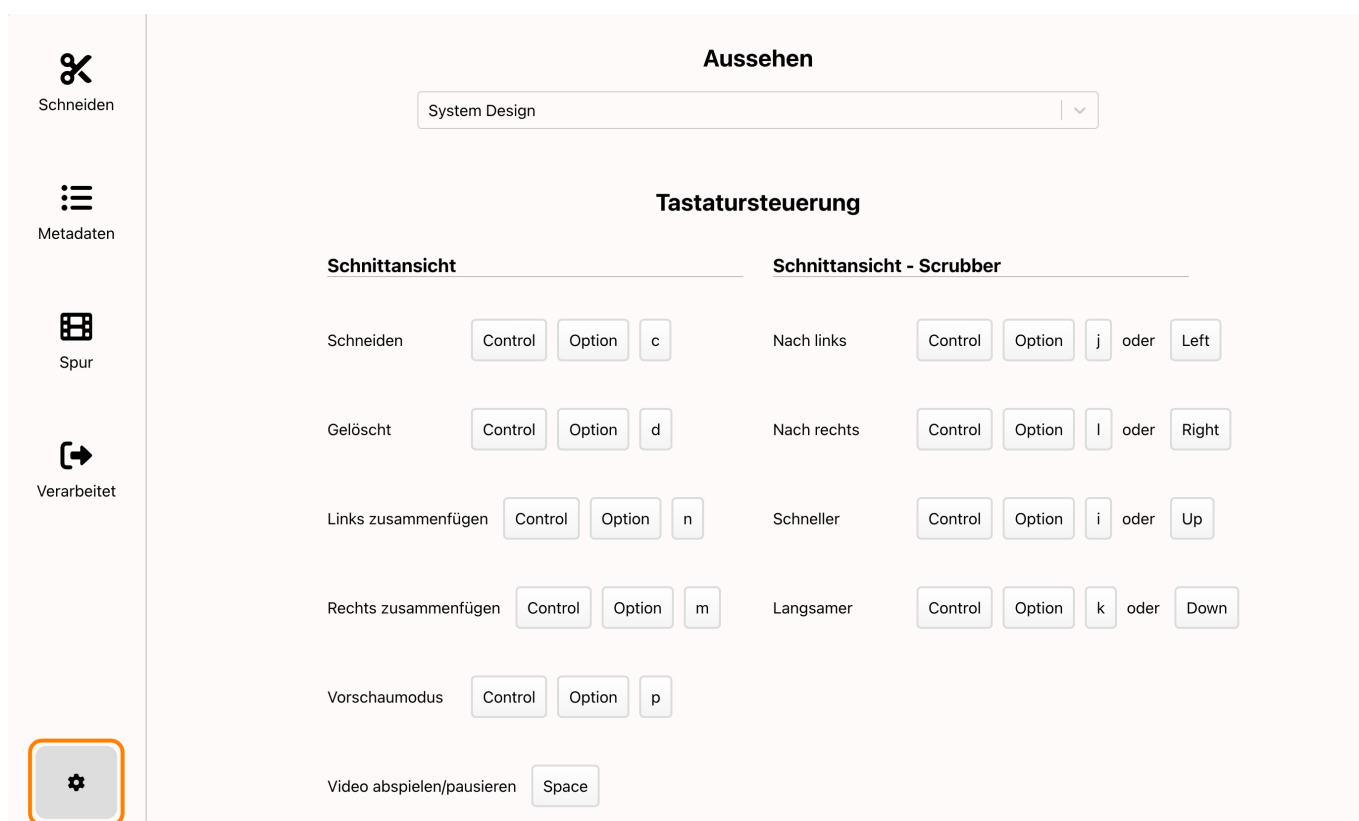 Schneiden
Metadaten
Spur
Verarbeitet
Aussehen
System Design
Tastatursteuerung
Schnittansicht
Schneiden Control Option c
Gelöscht Control Option d
Links zusammenfügen Control Option n
Rechts zusammenfügen Control Option m
Vorschaumodus Control Option p
Video abspielen/pausieren Space
Schnittansicht - Scrubber
Nach links Control Option j oder Left
Nach rechts Control Option l oder Right
Schneller Control Option i oder Up
Langsamer Control Option k oder Down